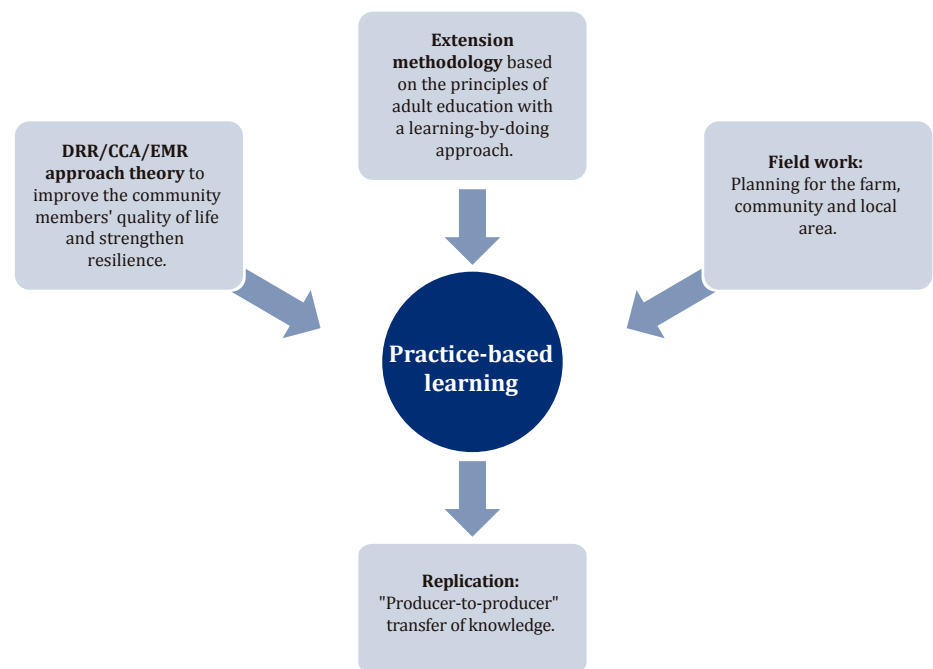 Extension
methodology based
on the principles of
adult education with
a learning-by-doing
approach.
DRR/CCA/EMR
approach theory to
improve the community
members' quality of life
and strengthen
resilience.
Field work:
Planning for the farm,
community and local
area.
Practice-based
learning
Replication:
"Producer-to-producer"
transfer of knowledge.